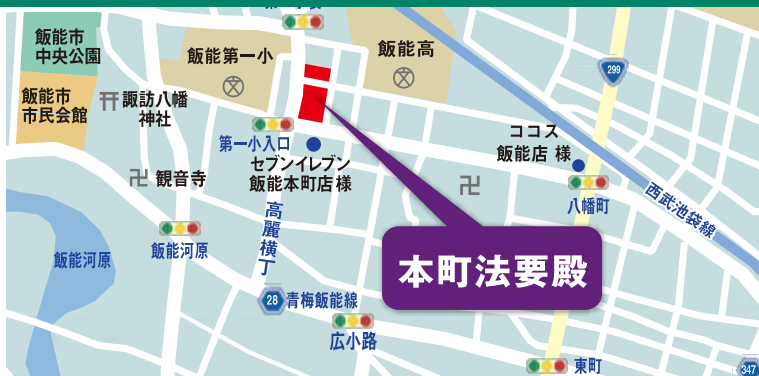 飯能市
中央公園
飯能第一小
飯能高
299
飯能市
市民会館
諏訪八幡
神社
第一小入口
セブンイレブン
飯能本町店様
ココス
飯能店 様
観音寺
八幡町
西武池袋線
高麗横丁
飯能河原
飯能河原
本町法要殿
28
青梅飯能線
広小路
東町
347